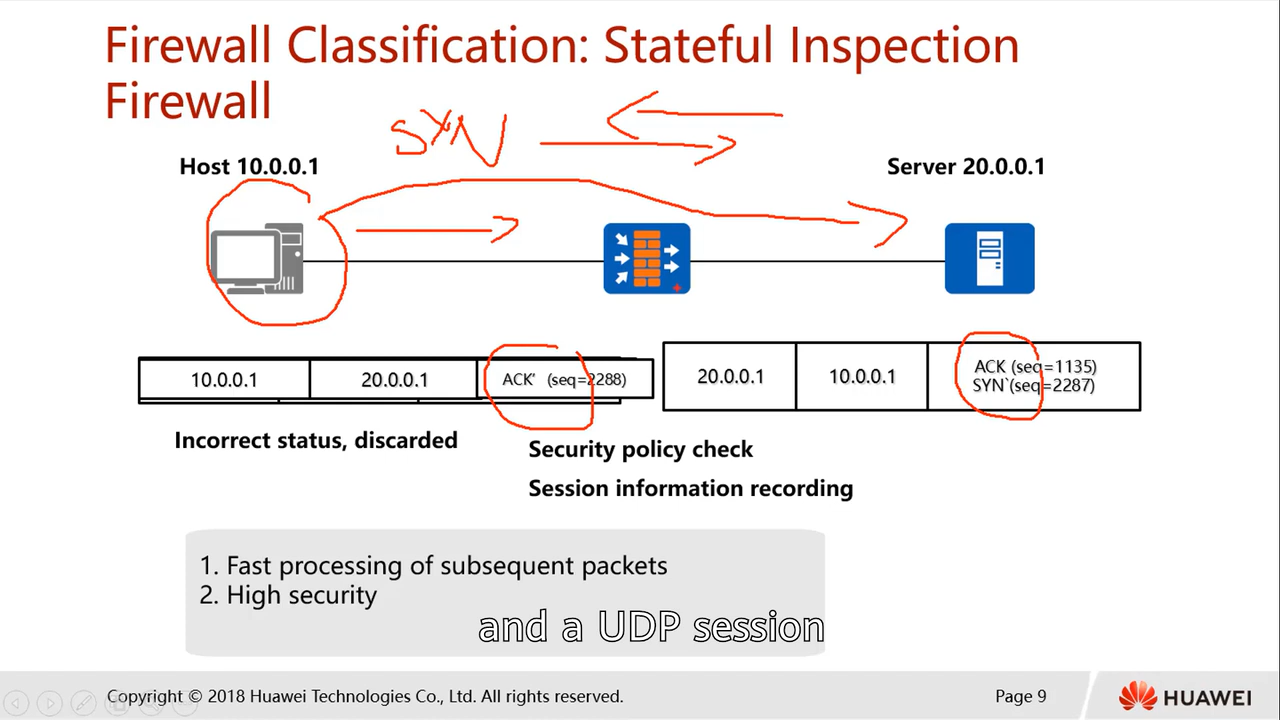 Firewall Classification: Stateful Inspection
Firewall
SYN
Host 10.0.0.1
Server 20.0.0.1
10.0.0.1 20.0.0.1 ACK' (seq=2288)
20.0.0.1 10.0.0.1 ACK (seq=1135)
SYN`(seq=2287)
Incorrect status, discarded
Security policy check
Session information recording
1. Fast processing of subsequent packets
2. High security
and a UDP session
Copyright © 2018 Huawei Technologies Co., Ltd. All rights reserved.
Page 9
HUAWEI